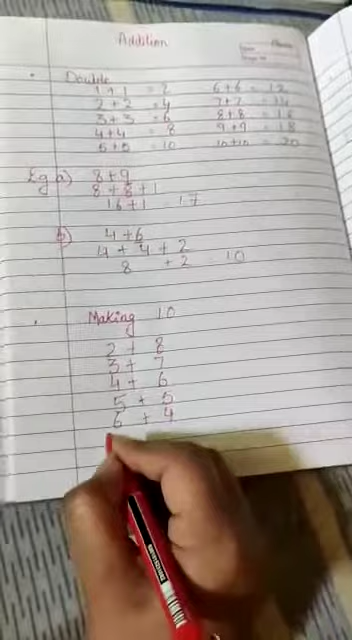 Addition
Double
1 + 1 = 2 6 + 6 = 12
2 + 2 = 4 7 + 7 = 14
3 + 3 = 6 8 + 8 = 16
4 + 4 = 8 9 + 9 = 18
5 + 5 = 10 10 + 10 = 20
Eg a) 8 + 9
8 + 8 + 1
16 + 1 17
b) 4 + 6
4 + 4 + 2
8 + 2 10
Making 10
2 + 8
3 + 7
4 + 6
5 + 5
6 + 4